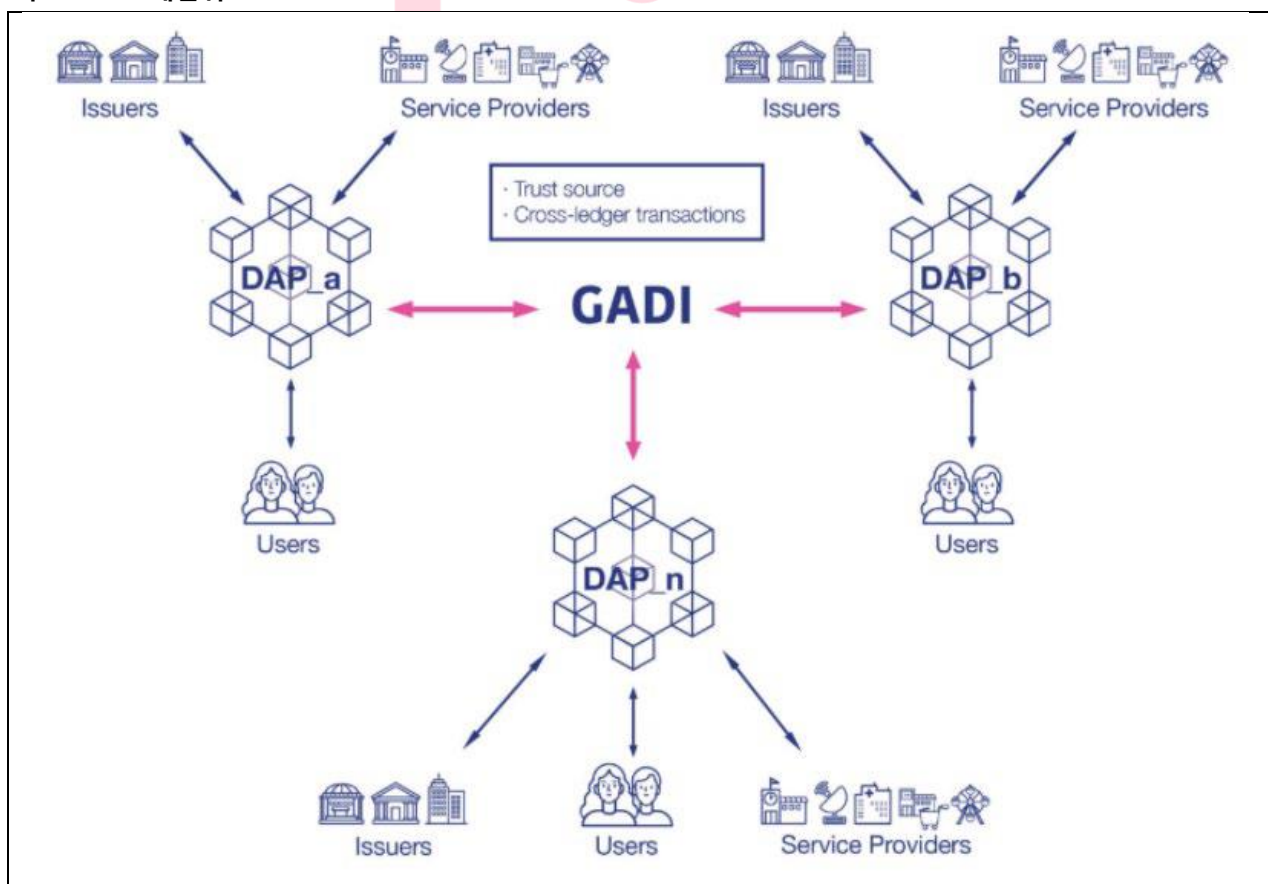 Issuers
Service Providers
Issuers
Service Providers
· Trust source
· Cross-ledger transactions
DAP_a
GADI
DAP_b
Users
Users
DAP_n
Issuers
Users
Service Providers